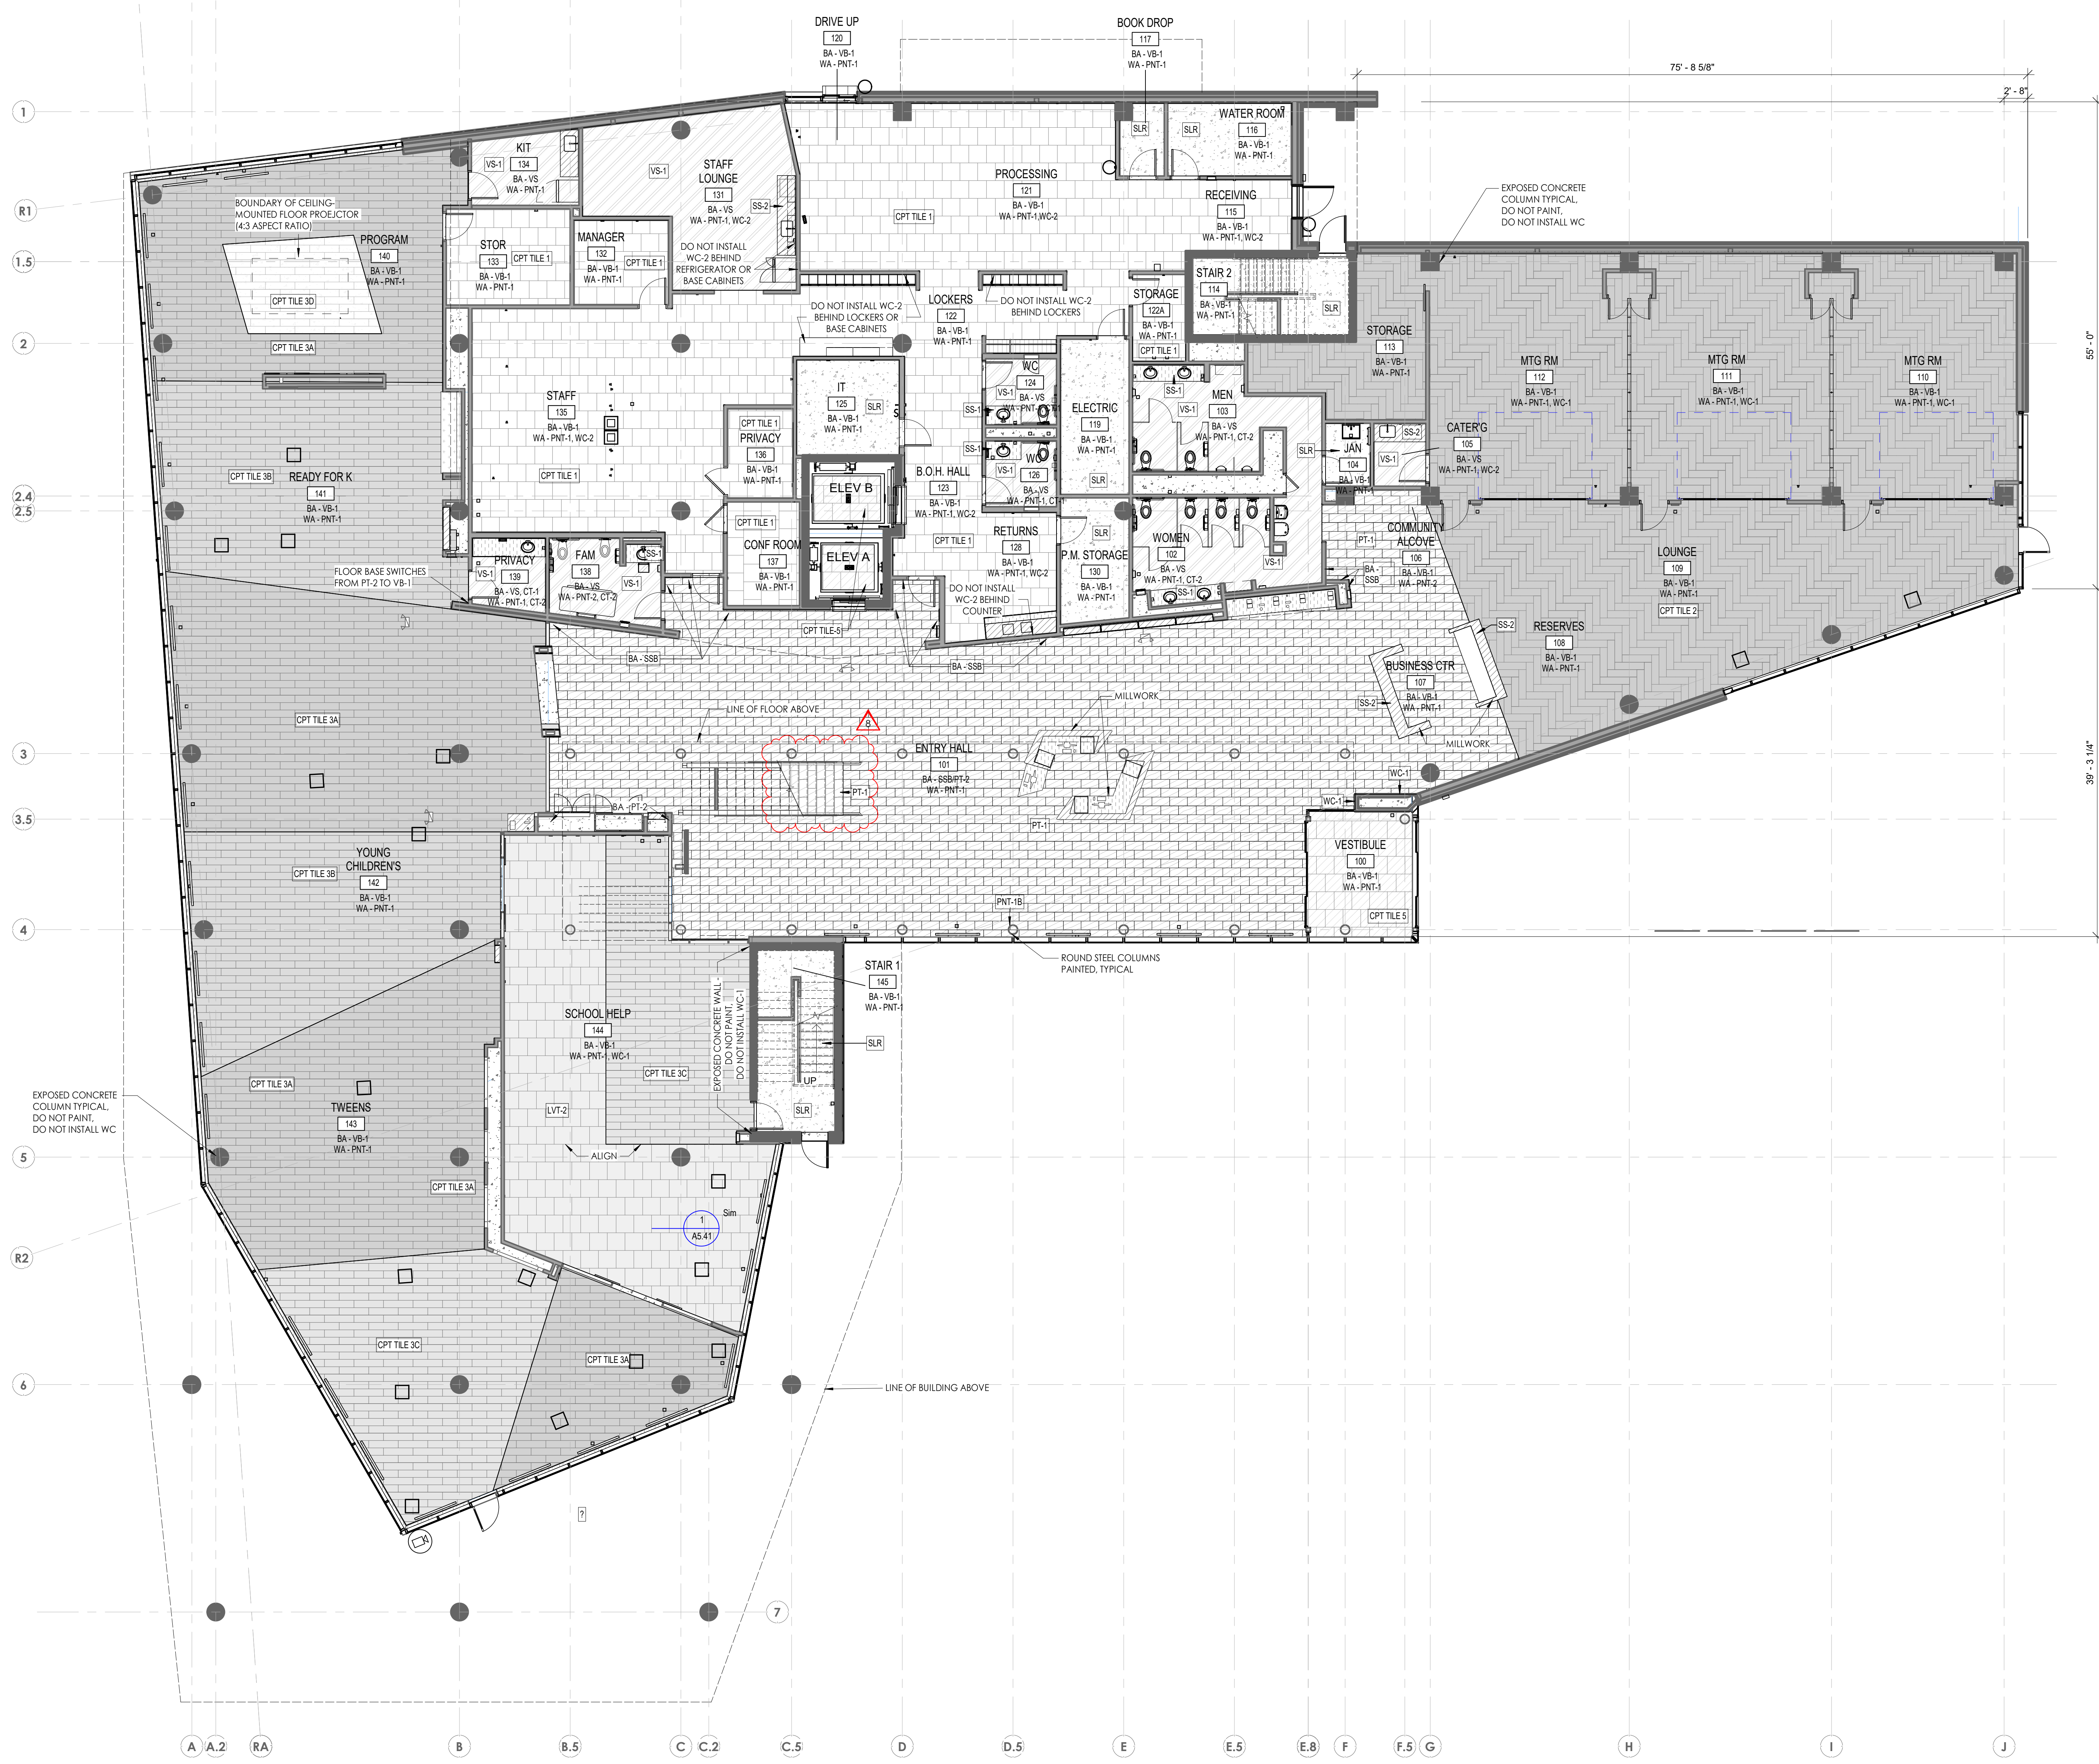 DRIVE UP
120
BA - VB-1
WA - PNT-1
BOOK DROP
117
BA - VB-1
WA - PNT-1
75' - 8 5/8"
2' - 8"
55' - 0"
39' - 3 1/4"
1
R1
1.5
2
2.4
2.5
3
3.5
4
5
R2
6
7
KIT
134
BA - VS
WA - PNT-1
VS-1
STAFF
LOUNGE
131
BA - VS
WA - PNT-1, WC-2
VS-1
SS-2
DO NOT INSTALL
WC-2 BEHIND
REFRIGERATOR OR
BASE CABINETS
PROCESSING
121
BA - VB-1
WA - PNT-1,WC-2
CPT TILE 1
SLR
SLR
WATER ROOM
116
BA - VB-1
WA - PNT-1
RECEIVING
115
BA - VB-1
WA - PNT-1, WC-2
EXPOSED CONCRETE
COLUMN TYPICAL,
DO NOT PAINT,
DO NOT INSTALL WC
BOUNDARY OF CEILING-
MOUNTED FLOOR PROEJCTOR
(4:3 ASPECT RATIO)
PROGRAM
140
BA - VB-1
WA - PNT-1
CPT TILE 3D
CPT TILE 3A
STOR
133
BA - VB-1
WA - PNT-1
CPT TILE 1
MANAGER
132
BA - VB-1
WA - PNT-1
CPT TILE 1
DO NOT INSTALL WC-2
BEHIND LOCKERS OR
BASE CABINETS
LOCKERS
122
BA - VB-1
WA - PNT-1
DO NOT INSTALL WC-2
BEHIND LOCKERS
STORAGE
122A
BA - VB-1
WA - PNT-1
CPT TILE 1
STAIR 2
114
BA - VB-1
WA - PNT-1
SLR
STORAGE
113
BA - VB-1
WA - PNT-1
MTG RM
112
BA - VB-1
WA - PNT-1, WC-1
MTG RM
111
BA - VB-1
WA - PNT-1, WC-1
MTG RM
110
BA - VB-1
WA - PNT-1, WC-1
STAFF
135
BA - VB-1
WA - PNT-1, WC-2
CPT TILE 1
CPT TILE 1
PRIVACY
136
BA - VB-1
WA - PNT-1
IT
125
BA - VB-1
WA - PNT-1
SLR
S
WC
124
BA - VS
WA - PNT-1, CT-1
VS-1
SS-1
SS-1
WC
126
BA - VS
WA - PNT-1, CT-1
VS-1
ELECTRIC
119
BA - VB-1
WA - PNT-1
SLR
MEN
103
BA - VS
WA - PNT-1, CT-2
SS-1
VS-1
SLR
JAN
104
BA - VB-1
WA - PNT-1
SS-2
VS-1
CATER'G
105
BA - VS
WA - PNT-1, WC-2
CPT TILE 3B
READY FOR K
141
BA - VB-1
WA - PNT-1
ELEV B
ELEV A
B.O.H. HALL
123
BA - VB-1
WA - PNT-1, WC-2
CPT TILE 1
CPT TILE 1
CONF ROOM
137
BA - VB-1
WA - PNT-1
RETURNS
128
BA - VB-1
WA - PNT-1, WC-2
DO NOT INSTALL
WC-2 BEHIND
COUNTER
SLR
P.M. STORAGE
130
BA - VB-1
WA - PNT-1
WOMEN
102
BA - VS
WA - PNT-1, CT-2
VS-1
SS-1
PT-1
COMMUNITY
ALCOVE
106
BA - VB-1
WA - PNT-2
BA -
SSB
LOUNGE
109
BA - VB-1
WA - PNT-1
CPT TILE 2
FLOOR BASE SWITCHES
FROM PT-2 TO VB-1
PRIVACY
139
BA - VS, CT-1
WA - PNT-1, CT-2
VS-1
FAM
138
BA - VS
WA - PNT-2, CT-2
VS-1
SS-1
CPT TILE-5
BA - SSB
BA - SSB
RESERVES
108
BA - VB-1
WA - PNT-1
SS-2
BUSINESS CTR
107
BA - VB-1
WA - PNT-1
SS-2
MILLWORK
MILLWORK
CPT TILE 3A
LINE OF FLOOR ABOVE
8
ENTRY HALL
101
BA - SSB/PT-2
WA - PNT-1
PT-1
PT-1
BA - PT-2
WC-1
WC-1
VESTIBULE
100
BA - VB-1
WA - PNT-1
CPT TILE 5
YOUNG
CHILDREN'S
142
BA - VB-1
WA - PNT-1
CPT TILE 3B
PNT-1B
ROUND STEEL COLUMNS
PAINTED, TYPICAL
STAIR 1
145
BA - VB-1
WA - PNT-1
SLR
UP
SLR
EXPOSED CONCRETE WALL -
DO NOT PAINT,
DO NOT INSTALL WC-1
SCHOOL HELP
144
BA - VB-1
WA - PNT-1, WC-1
CPT TILE 3C
LVT-2
ALIGN
EXPOSED CONCRETE
COLUMN TYPICAL,
DO NOT PAINT,
DO NOT INSTALL WC
CPT TILE 3A
TWEENS
143
BA - VB-1
WA - PNT-1
CPT TILE 3A
1
A5.41
Sim
CPT TILE 3C
CPT TILE 3A
LINE OF BUILDING ABOVE
?
A
A.2
RA
B
B.5
C
C.2
C.5
D
D.5
E
E.5
E.8
F
F.5
G
H
I
J